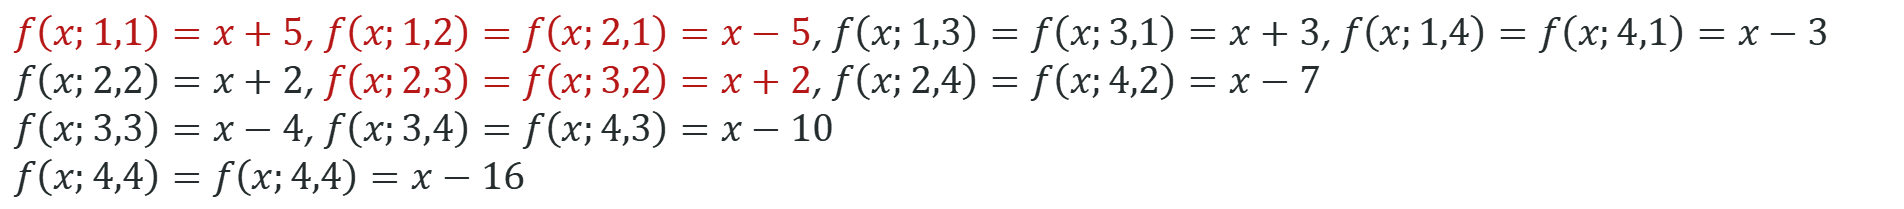 f(x; 1,1) = x + 5, f(x; 1,2) = f(x; 2,1) = x − 5, f(x; 1,3) = f(x; 3,1) = x + 3, f(x; 1,4) = f(x; 4,1) = x − 3
f(x; 2,2) = x + 2, f(x; 2,3) = f(x; 3,2) = x + 2, f(x; 2,4) = f(x; 4,2) = x − 7
f(x; 3,3) = x − 4, f(x; 3,4) = f(x; 4,3) = x − 10
f(x; 4,4) = f(x; 4,4) = x − 16